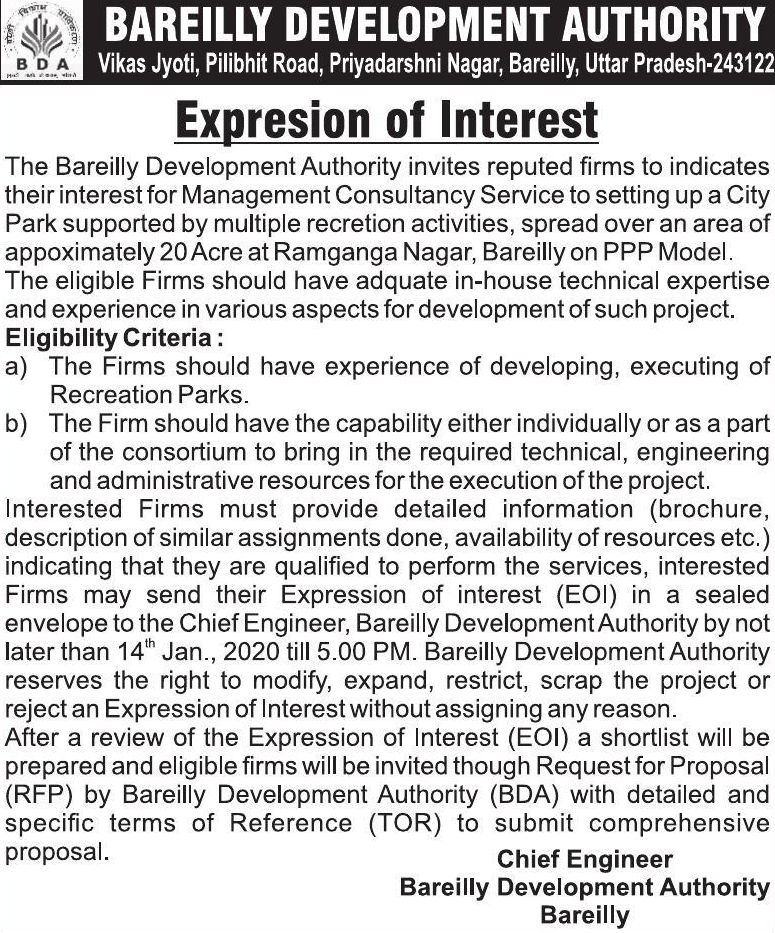 BAREILLY DEVELOPMENT AUTHORITY
BDA
Vikas Jyoti, Pilibhit Road, Priyadarshni Nagar, Bareilly, Uttar Pradesh-243122
Expresion of Interest
The Bareilly Development Authority invites reputed firms to indicates
their interest for Management Consultancy Service to setting up a City
Park supported by multiple recretion activities, spread over an area of
appoximately 20 Acre at Ramganga Nagar, Bareilly on PPP Model.
The eligible Firms should have adquate in-house technical expertise
and experience in various aspects for development of such project.
Eligibility Criteria :
a) The Firms should have experience of developing, executing of
Recreation Parks.
b) The Firm should have the capability either individually or as a part
of the consortium to bring in the required technical, engineering
and administrative resources for the execution of the project.
Interested Firms must provide detailed information (brochure,
description of similar assignments done, availability of resources etc.)
indicating that they are qualified to perform the services, interested
Firms may send their Expression of interest (EOI) in a sealed
envelope to the Chief Engineer, Bareilly Development Authority by not
later than 14th Jan., 2020 till 5.00 PM. Bareilly Development Authority
reserves the right to modify, expand, restrict, scrap the project or
reject an Expression of Interest without assigning any reason.
After a review of the Expression of Interest (EOI) a shortlist will be
prepared and eligible firms will be invited though Request for Proposal
(RFP) by Bareilly Development Authority (BDA) with detailed and
specific terms of Reference (TOR) to submit comprehensive
proposal.
Chief Engineer
Bareilly Development Authority
Bareilly